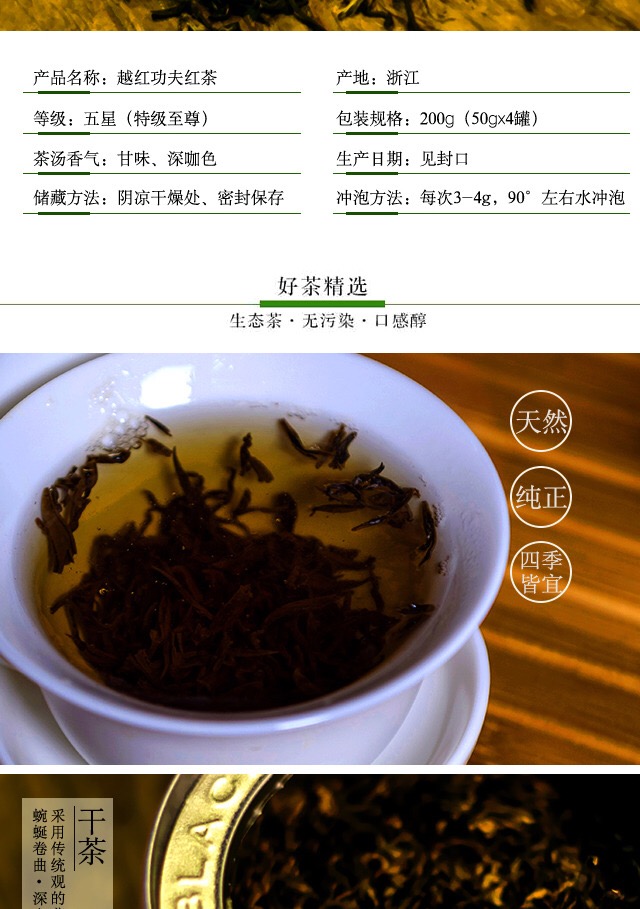 产品名称：越红功夫红茶
产地：浙江
等级：五星（特级至尊）
包装规格：200g（50gx4罐）
茶汤香气：甘味、深咖色
生产日期：见封口
储藏方法：阴凉干燥处、密封保存
冲泡方法：每次3-4g，90°左右水冲泡
好茶精选
生态茶·无污染·口感醇
天然
纯正
四季
皆宜
干茶
采用传统观的
蜿蜒卷曲·深
BLAC